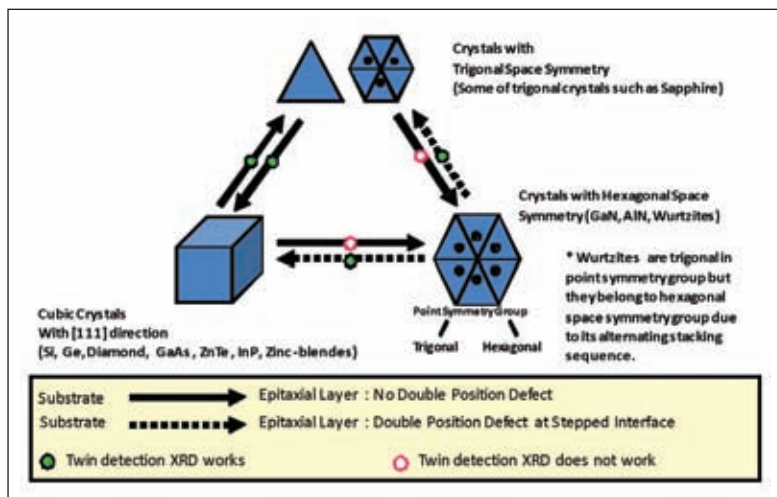 Crystals with
Trigonal Space Symmetry
(Some of trigonal crystals such as Sapphire)
Crystals with Hexagonal Space
Symmetry (GaN, AlN, Wurtzites)
* Wurtzites are trigonal in
point symmetry group but
they belong to hexagonal
space symmetry group due
to its alternating stacking
sequence.
Point Symmetry Group
Trigonal Hexagonal
Cubic Crystals
With [111] direction
(Si, Ge, Diamond, GaAs, ZnTe, InP, Zinc-blendes)
Substrate Epitaxial Layer : No Double Position Defect
Substrate Epitaxial Layer : Double Position Defect at Stepped Interface
Twin detection XRD works Twin detection XRD does not work